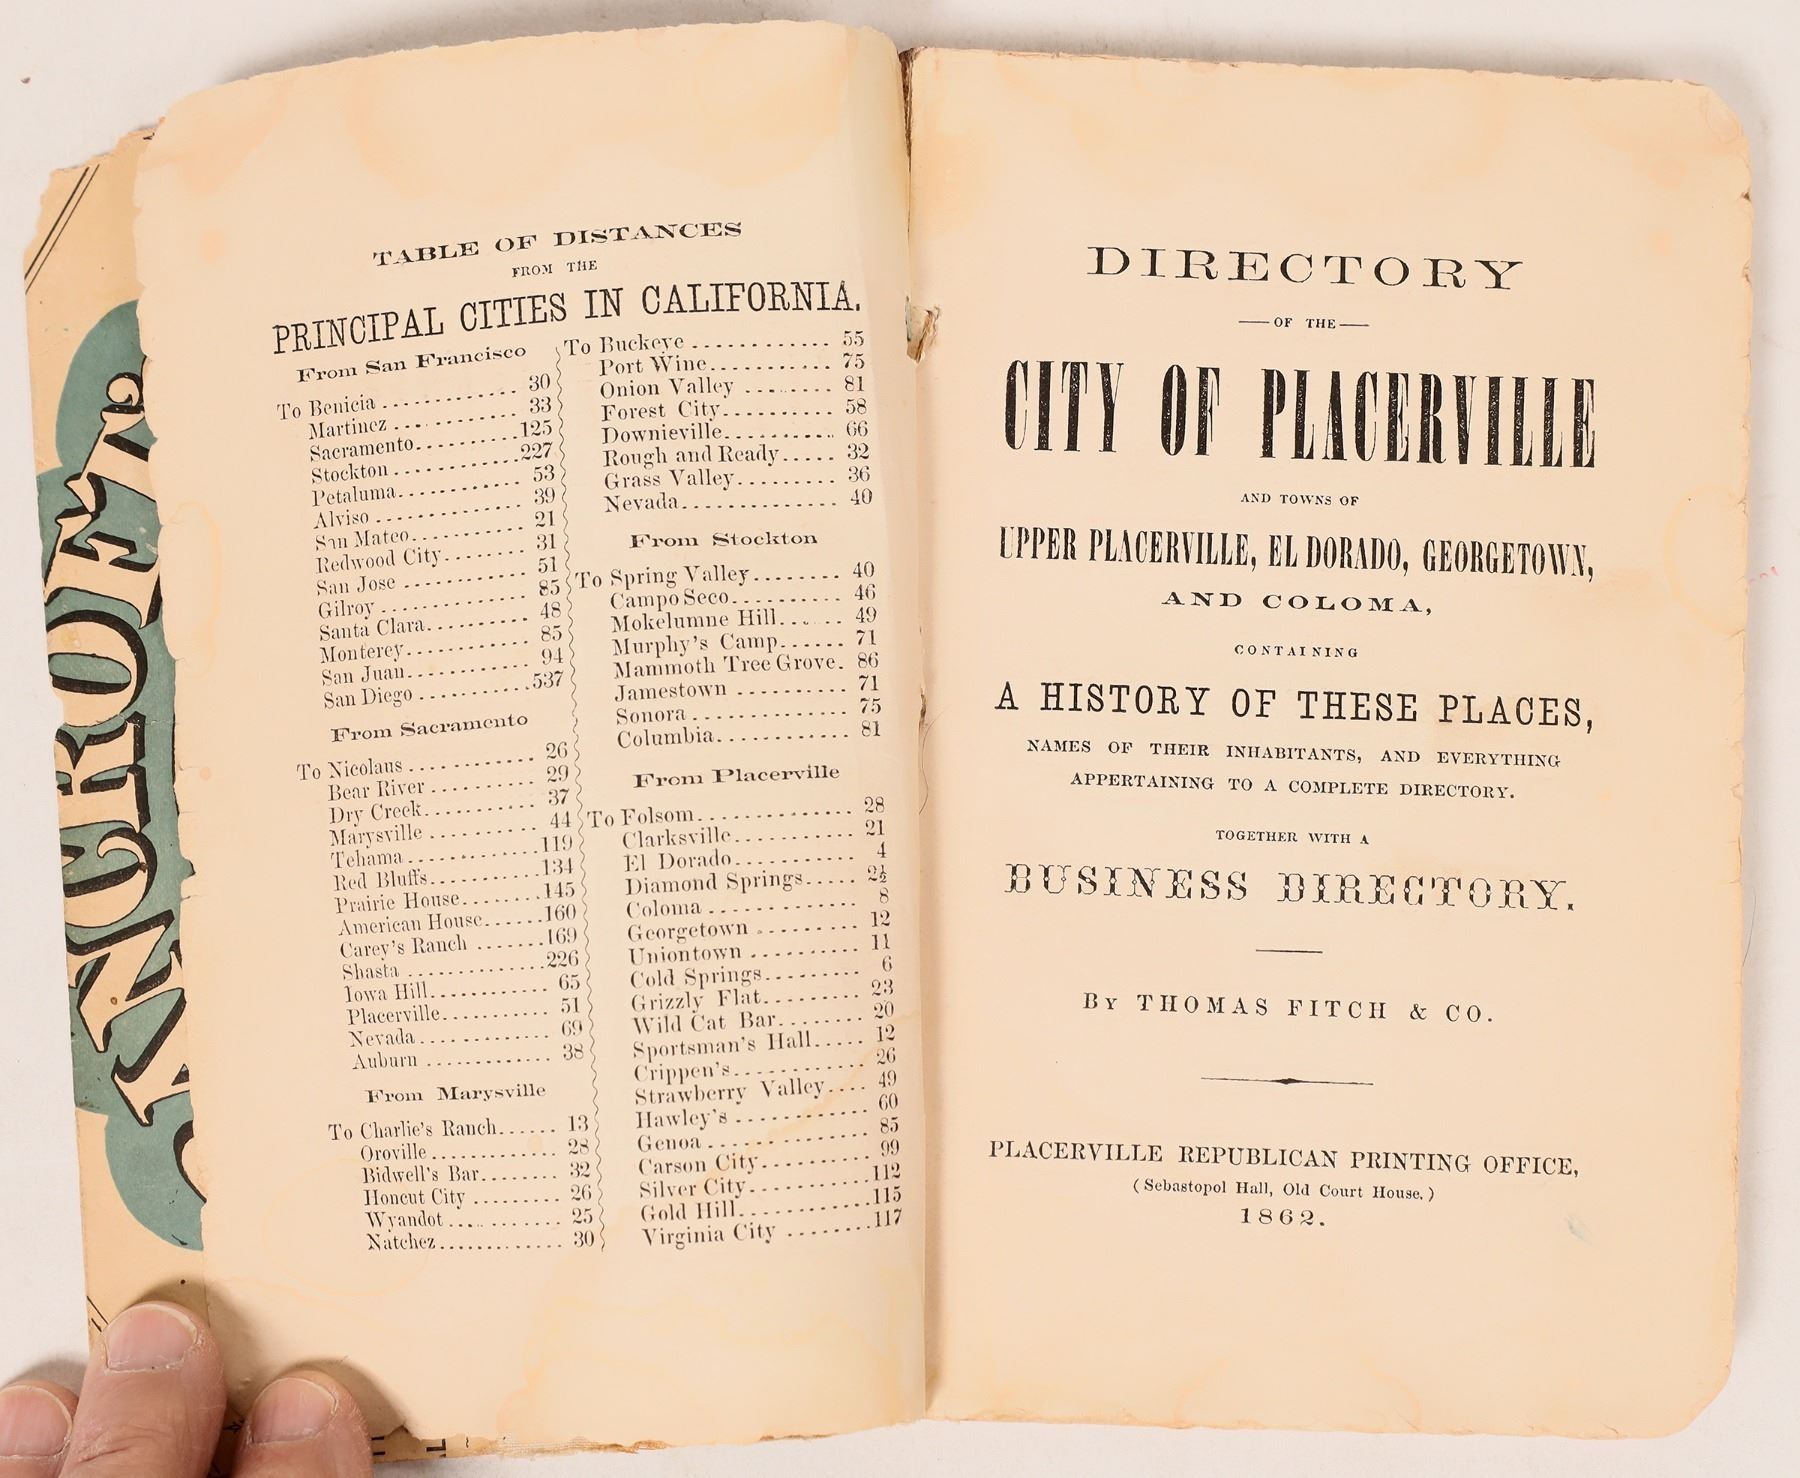 TABLE OF DISTANCES
FROM THE
PRINCIPAL CITIES IN CALIFORNIA.
From San Francisco
To Benicia ............ 30
Martinez ............ 33
Sacramento..........125
Stockton ............227
Petaluma............ 53
Alviso ............ 39
San Mateo............ 21
Redwood City........ 31
San Jose ............ 51
Gilroy ............ 85
Santa Clara.......... 48
Monterey............ 85
San Juan............ 94
San Diego ..........537
From Sacramento
To Nicolaus ............ 26
Bear River .......... 29
Dry Creek............ 37
Marysville .......... 44
Tehama ............119
Red Bluffs..........134
Prairie House........145
American House......160
Carey's Ranch .......169
Shasta ............226
Iowa Hill............ 65
Placerville.......... 51
Nevada ............ 69
Auburn ............ 38
From Marysville
To Charlie's Ranch...... 13
Oroville ............ 28
Bidwell's Bar........ 32
Honcut City ......... 26
Wyandot ............ 25
Natchez............ 30
To Buckeye ............ 55
Port Wine........... 75
Onion Valley ........ 81
Forest City.......... 58
Downieville.......... 66
Rough and Ready..... 32
Grass Valley......... 36
Nevada............ 40
From Stockton
To Spring Valley........ 40
Campo Seco.......... 46
Mokelumne Hill...... 49
Murphy's Camp...... 71
Mammoth Tree Grove. 86
Jamestown .......... 71
Sonora ............ 75
Columbia............ 81
From Placerville
To Folsom............ 28
Clarksville.......... 21
El Dorado........... 4
Diamond Springs..... 2½
Coloma ............ 8
Georgetown ......... 12
Uniontown .......... 11
Cold Springs......... 6
Grizzly Flat......... 23
Wild Cat Bar........ 20
Sportsman's Hall..... 12
Crippen's............ 26
Strawberry Valley.... 49
Hawley's ............ 60
Genoa ............ 85
Carson City.......... 99
Silver City..........112
Gold Hill............115
Virginia City .......117
DIRECTORY
OF THE
CITY OF PLACERVILLE
AND TOWNS OF
UPPER PLACERVILLE, EL DORADO, GEORGETOWN,
AND COLOMA,
CONTAINING
A HISTORY OF THESE PLACES,
NAMES OF THEIR INHABITANTS, AND EVERYTHING
APPERTAINING TO A COMPLETE DIRECTORY.
TOGETHER WITH A
BUSINESS DIRECTORY.
BY THOMAS FITCH & CO.
PLACERVILLE REPUBLICAN PRINTING OFFICE,
(Sebastopol Hall, Old Court House.)
1862.